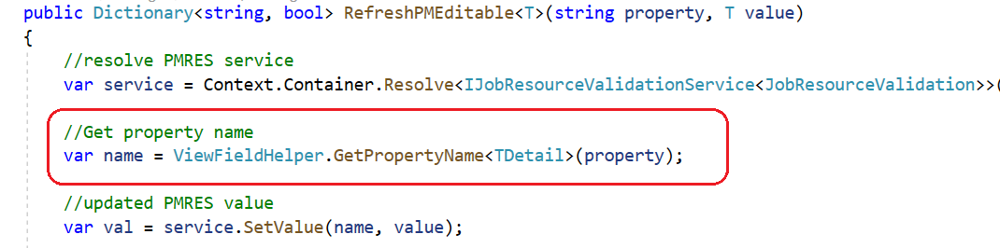 public Dictionary<string, bool> RefreshPMEditable<T>(string property, T value)
{
//resolve PMRES service
var service = Context.Container.Resolve<IJobResourceValidationService<JobResourceValidation>>(
//Get property name
var name = ViewFieldHelper.GetPropertyName<TDetail>(property);
//updated PMRES value
var val = service.SetValue(name, value);